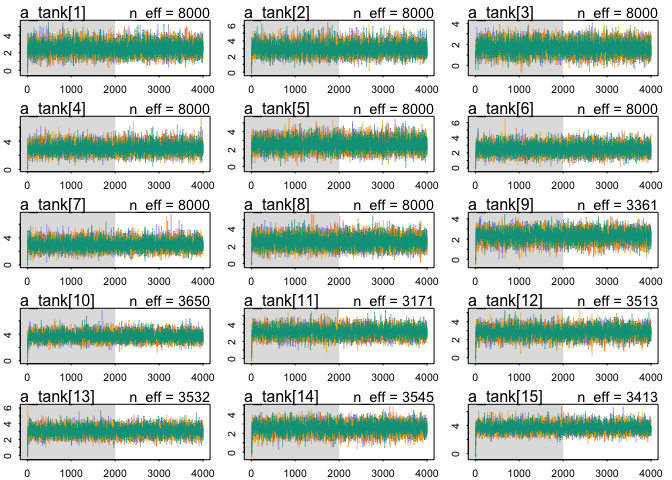 a_tank[1] n_eff = 8000 a_tank[2] n_eff = 8000 a_tank[3] n_eff = 8000
0 2 4 0 2 4 6 0 2 4
0 1000 2000 3000 4000 0 1000 2000 3000 4000 0 1000 2000 3000 4000
a_tank[4] n_eff = 8000 a_tank[5] n_eff = 8000 a_tank[6] n_eff = 8000
0 4 0 2 4 0 2 4 6
0 1000 2000 3000 4000 0 1000 2000 3000 4000 0 1000 2000 3000 4000
a_tank[7] n_eff = 8000 a_tank[8] n_eff = 8000 a_tank[9] n_eff = 3361
0 4 0 2 4 0 2 4
0 1000 2000 3000 4000 0 1000 2000 3000 4000 0 1000 2000 3000 4000
a_tank[10] n_eff = 3650 a_tank[11] n_eff = 3171 a_tank[12] n_eff = 3513
0 4 0 2 4 0 2 4
0 1000 2000 3000 4000 0 1000 2000 3000 4000 0 1000 2000 3000 4000
a_tank[13] n_eff = 3532 a_tank[14] n_eff = 3545 a_tank[15] n_eff = 3413
0 2 4 6 0 2 4 0 4
0 1000 2000 3000 4000 0 1000 2000 3000 4000 0 1000 2000 3000 4000